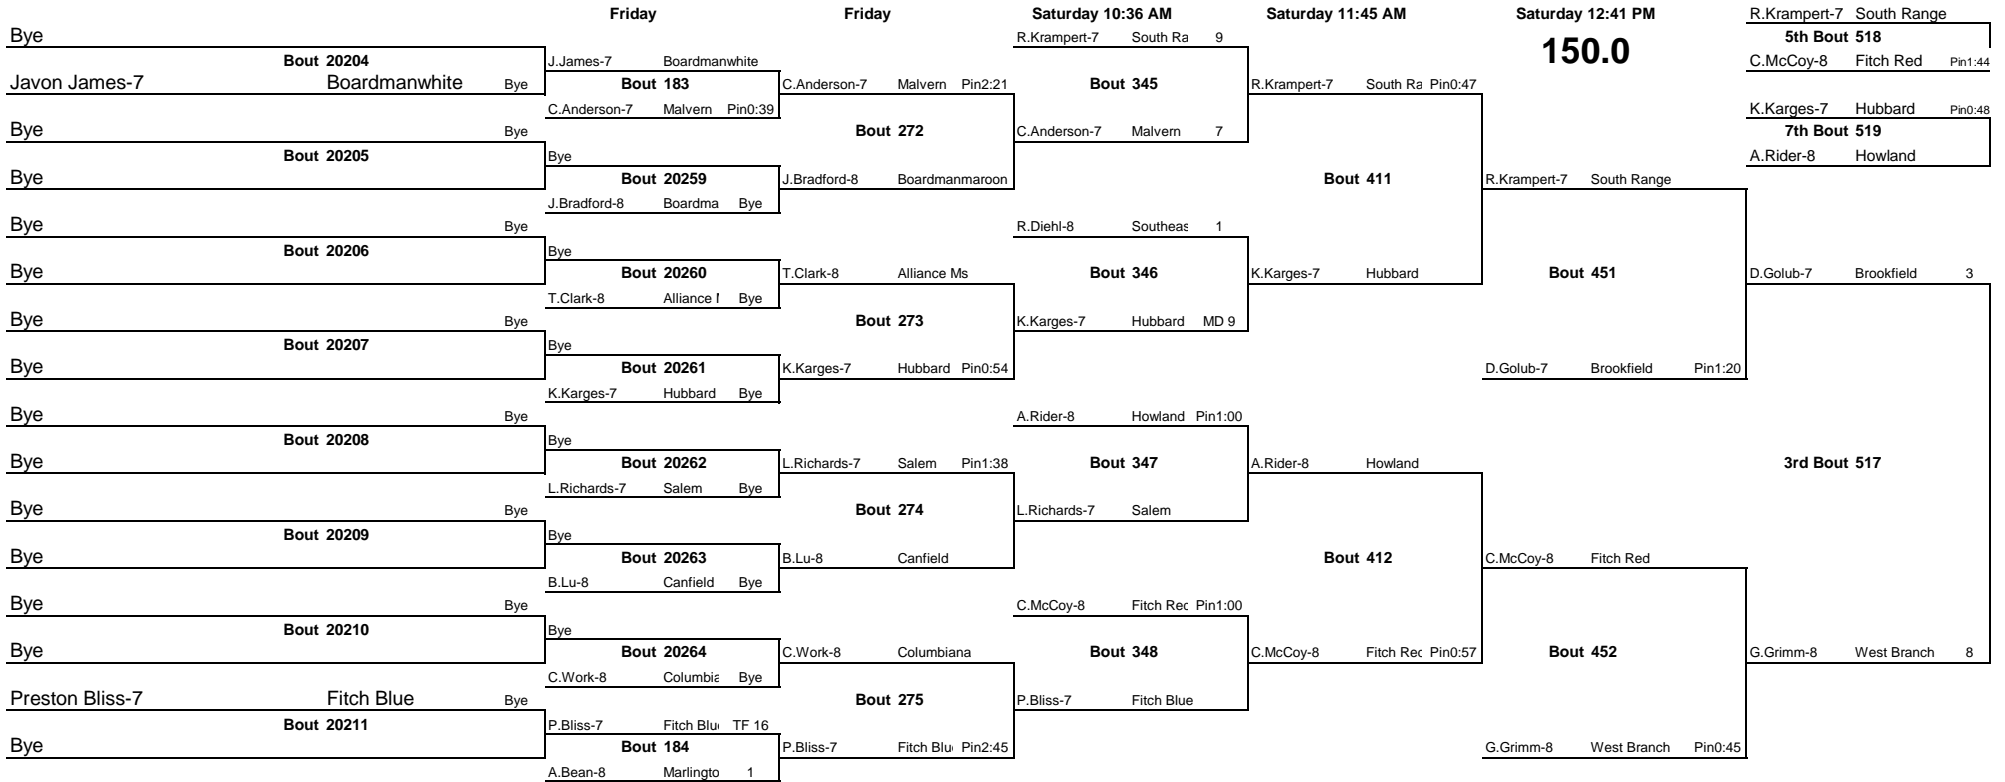 Friday Friday Saturday 10:36 AM Saturday 11:45 AM Saturday 12:41 PM R.Krampert-7 South Range
Bye R.Krampert-7 South Ra 9 150.0 5th Bout 518
Bout 20204 J.James-7 Boardmanwhite C.McCoy-8 Fitch Red Pin1:44
Javon James-7 Boardmanwhite Bye Bout 183 C.Anderson-7 Malvern Pin2:21 Bout 345 R.Krampert-7 South Ra Pin0:47
C.Anderson-7 Malvern Pin0:39 K.Karges-7 Hubbard Pin0:48
Bye Bye Bout 272 C.Anderson-7 Malvern 7 7th Bout 519
Bout 20205 Bye A.Rider-8 Howland
Bye Bout 20259 J.Bradford-8 Boardmanmaroon Bout 411 R.Krampert-7 South Range
J.Bradford-8 Boardma Bye
Bye Bye R.Diehl-8 Southeas 1
Bout 20206 Bye
Bye Bout 20260 T.Clark-8 Alliance Ms Bout 346 K.Karges-7 Hubbard Bout 451 D.Golub-7 Brookfield 3
T.Clark-8 Alliance Bye
Bye Bye Bout 273 K.Karges-7 Hubbard MD 9
Bout 20207 Bye
Bye Bout 20261 K.Karges-7 Hubbard Pin0:54 D.Golub-7 Brookfield Pin1:20
K.Karges-7 Hubbard Bye
Bye Bye A.Rider-8 Howland Pin1:00
Bout 20208 Bye
Bye Bout 20262 L.Richards-7 Salem Pin1:38 Bout 347 A.Rider-8 Howland 3rd Bout 517
L.Richards-7 Salem Bye
Bye Bye Bout 274 L.Richards-7 Salem
Bout 20209 Bye
Bye Bout 20263 B.Lu-8 Canfield Bout 412 C.McCoy-8 Fitch Red
B.Lu-8 Canfield Bye
Bye Bye C.McCoy-8 Fitch Rec Pin1:00
Bout 20210 Bye
Bye Bout 20264 C.Work-8 Columbiana Bout 348 C.McCoy-8 Fitch Rec Pin0:57 Bout 452 G.Grimm-8 West Branch 8
C.Work-8 Columbia Bye
Preston Bliss-7 Fitch Blue Bye Bout 275 P.Bliss-7 Fitch Blue
Bout 20211 P.Bliss-7 Fitch Blu TF 16
Bye Bout 184 P.Bliss-7 Fitch Blu Pin2:45 G.Grimm-8 West Branch Pin0:45
A.Bean-8 Marlingto 1